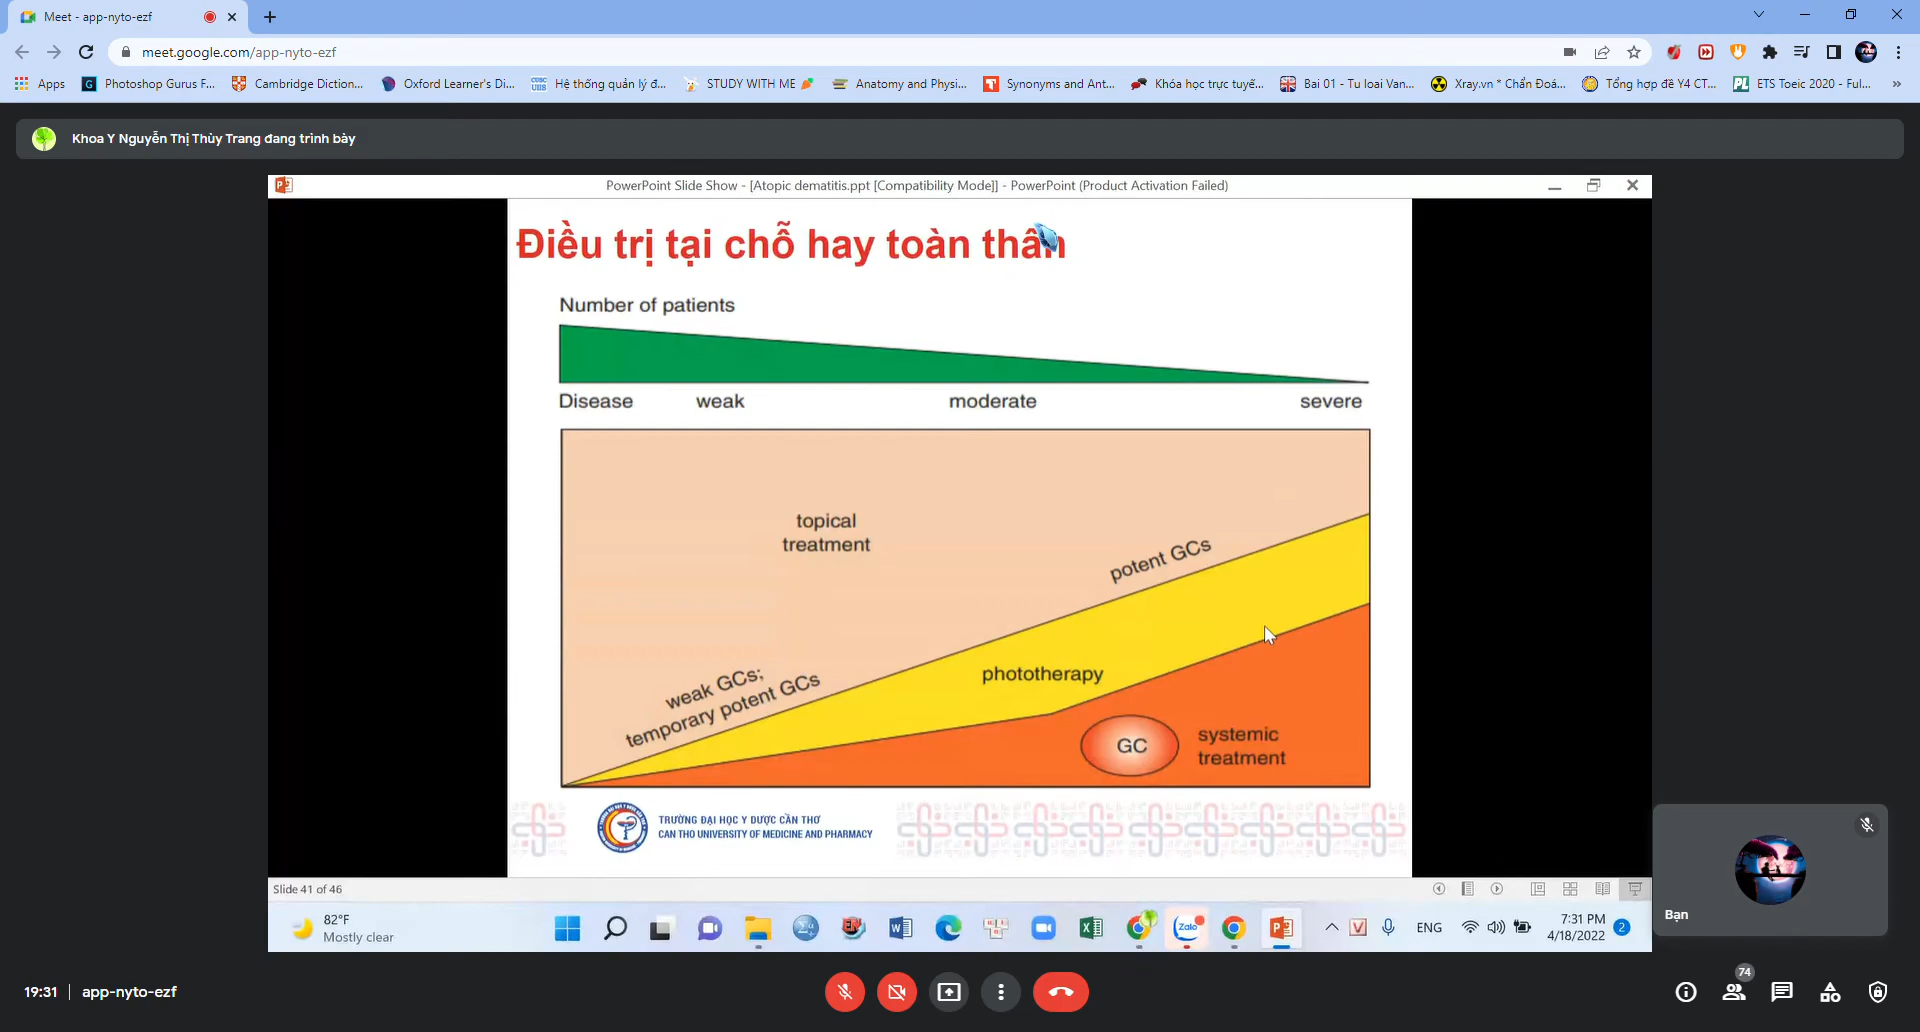 Meet - app-nyto-ezf
meet.google.com/app-nyto-ezf
Apps
Photoshop Gurus F...
Cambridge Diction...
Oxford Learner's Di...
Hệ thống quản lý đ...
STUDY WITH ME
Anatomy and Physi...
Synonyms and Ant...
Khóa học trực tuyế...
Bai 01 - Tu loai Van...
Xray.vn * Chẩn Đoá...
Tổng hợp đề Y4 CT...
ETS Toeic 2020 - Ful...
Khoa Y Nguyễn Thị Thùy Trang đang trình bày
PowerPoint Slide Show - [Atopic dematitis.ppt [Compatibility Mode]] - PowerPoint (Product Activation Failed)
Điều trị tại chỗ hay toàn thân
Number of patients
Disease weak moderate severe
topical
treatment
potent GCs
weak GCs;
temporary potent GCs
phototherapy
GC
systemic
treatment
TRƯỜNG ĐẠI HỌC Y DƯỢC CẦN THƠ
CAN THO UNIVERSITY OF MEDICINE AND PHARMACY
Slide 41 of 46
82°F
Mostly clear
Zalo
ENG
7:31 PM
4/18/2022
2
Bạn
19:31 | app-nyto-ezf
74